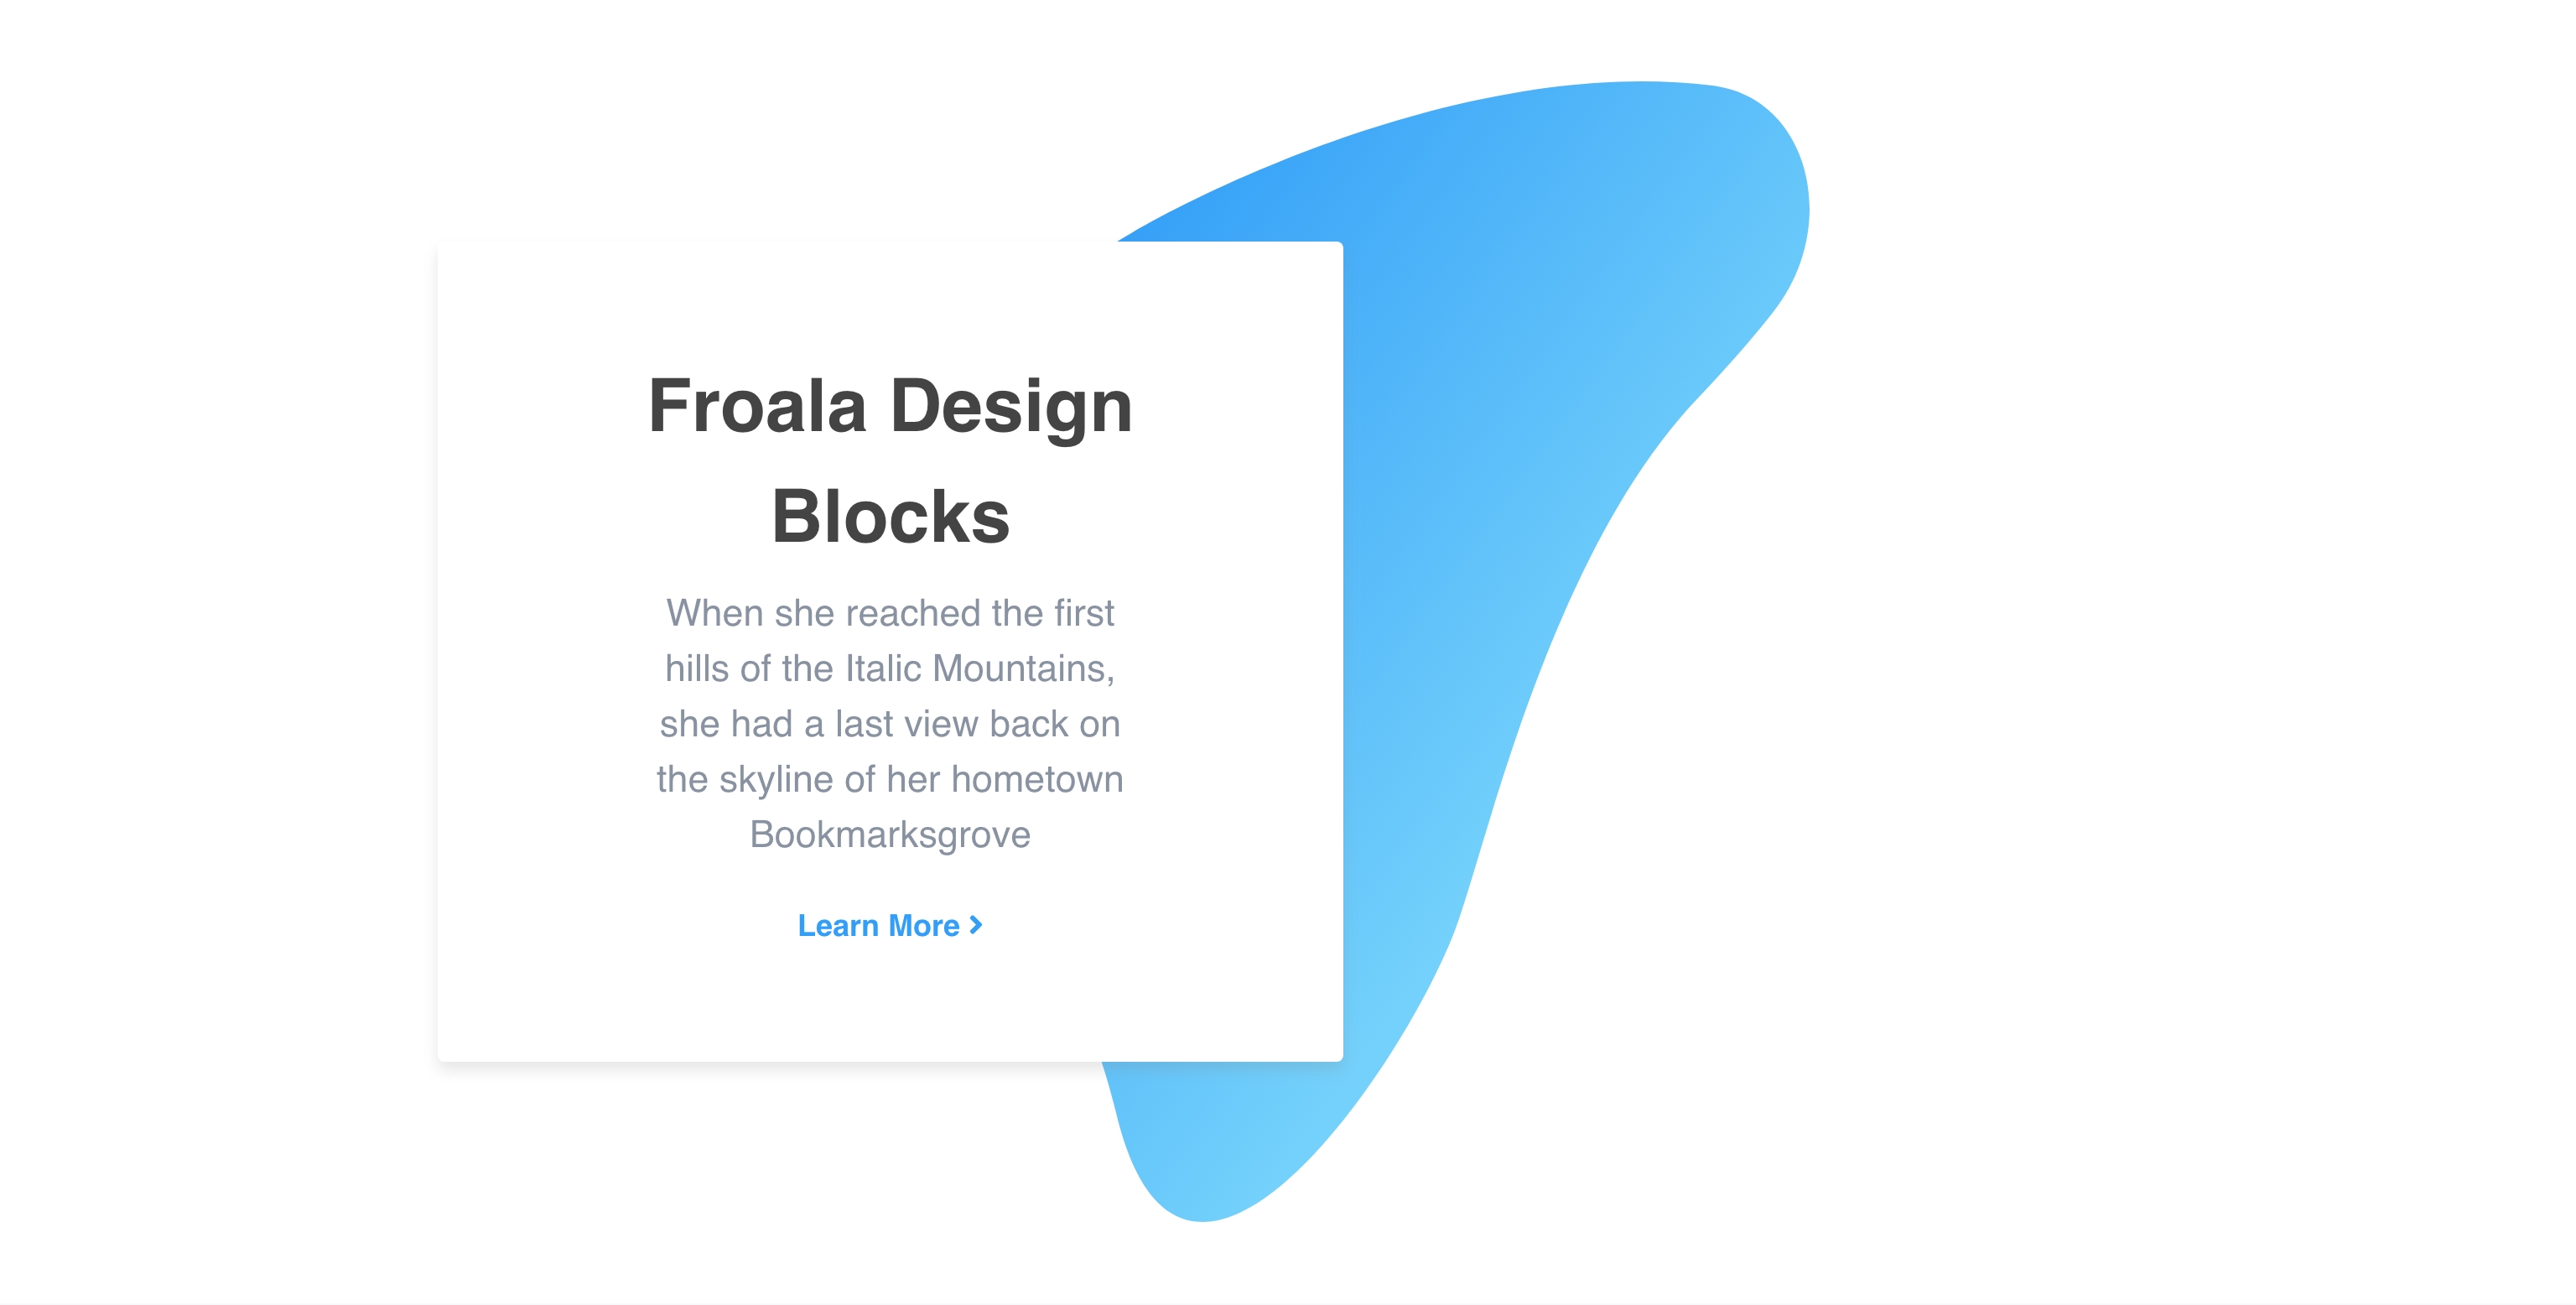 Froala Design
Blocks
When she reached the first
hills of the Italic Mountains,
she had a last view back on
the skyline of her hometown
Bookmarksgrove
Learn More